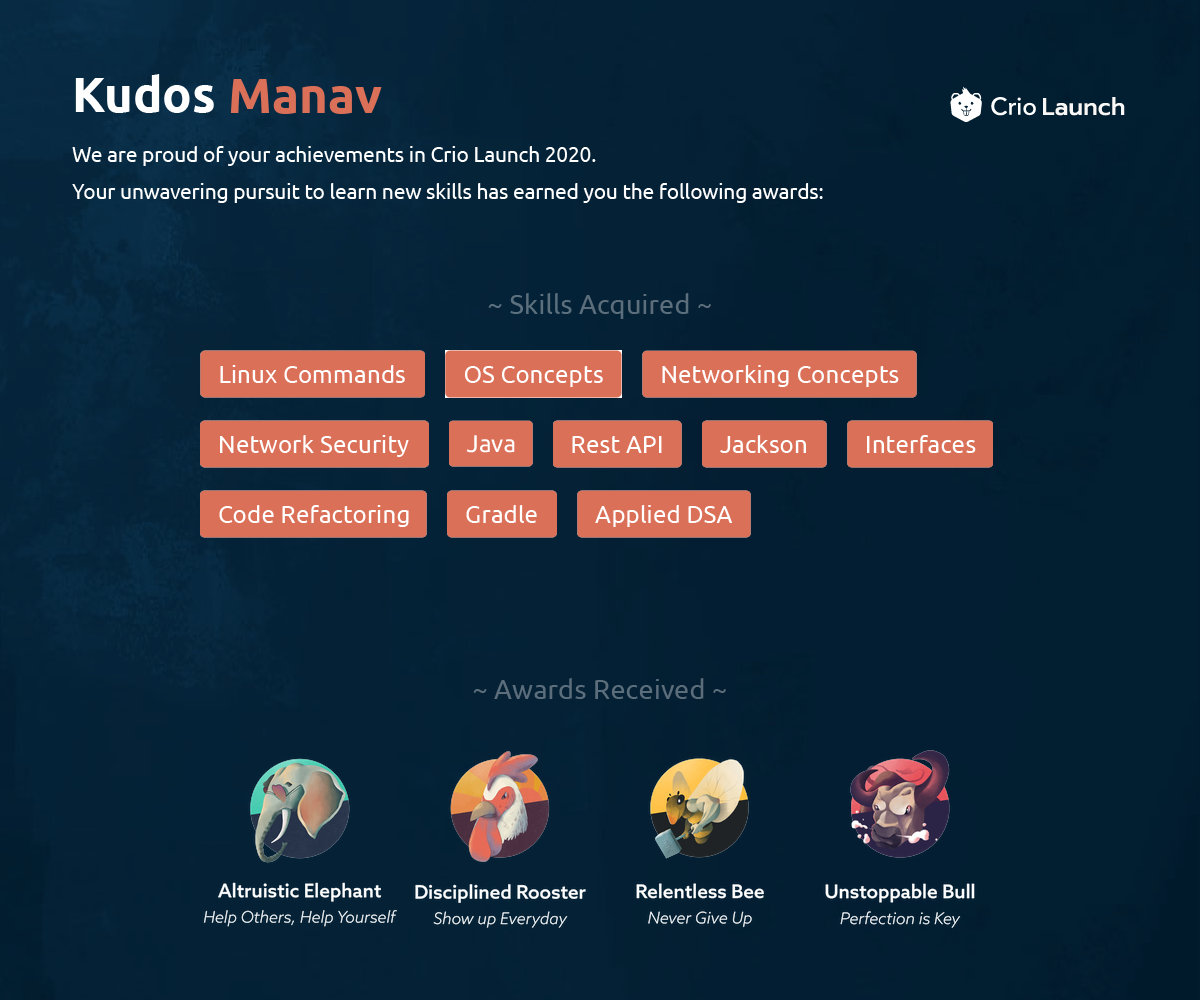 Kudos Manav
Crio Launch
We are proud of your achievements in Crio Launch 2020.
Your unwavering pursuit to learn new skills has earned you the following awards:
~ Skills Acquired ~
Linux Commands OS Concepts Networking Concepts
Network Security Java Rest API Jackson Interfaces
Code Refactoring Gradle Applied DSA
~ Awards Received ~
Altruistic Elephant Disciplined Rooster Relentless Bee Unstoppable Bull
Help Others, Help Yourself Show up Everyday Never Give Up Perfection is Key